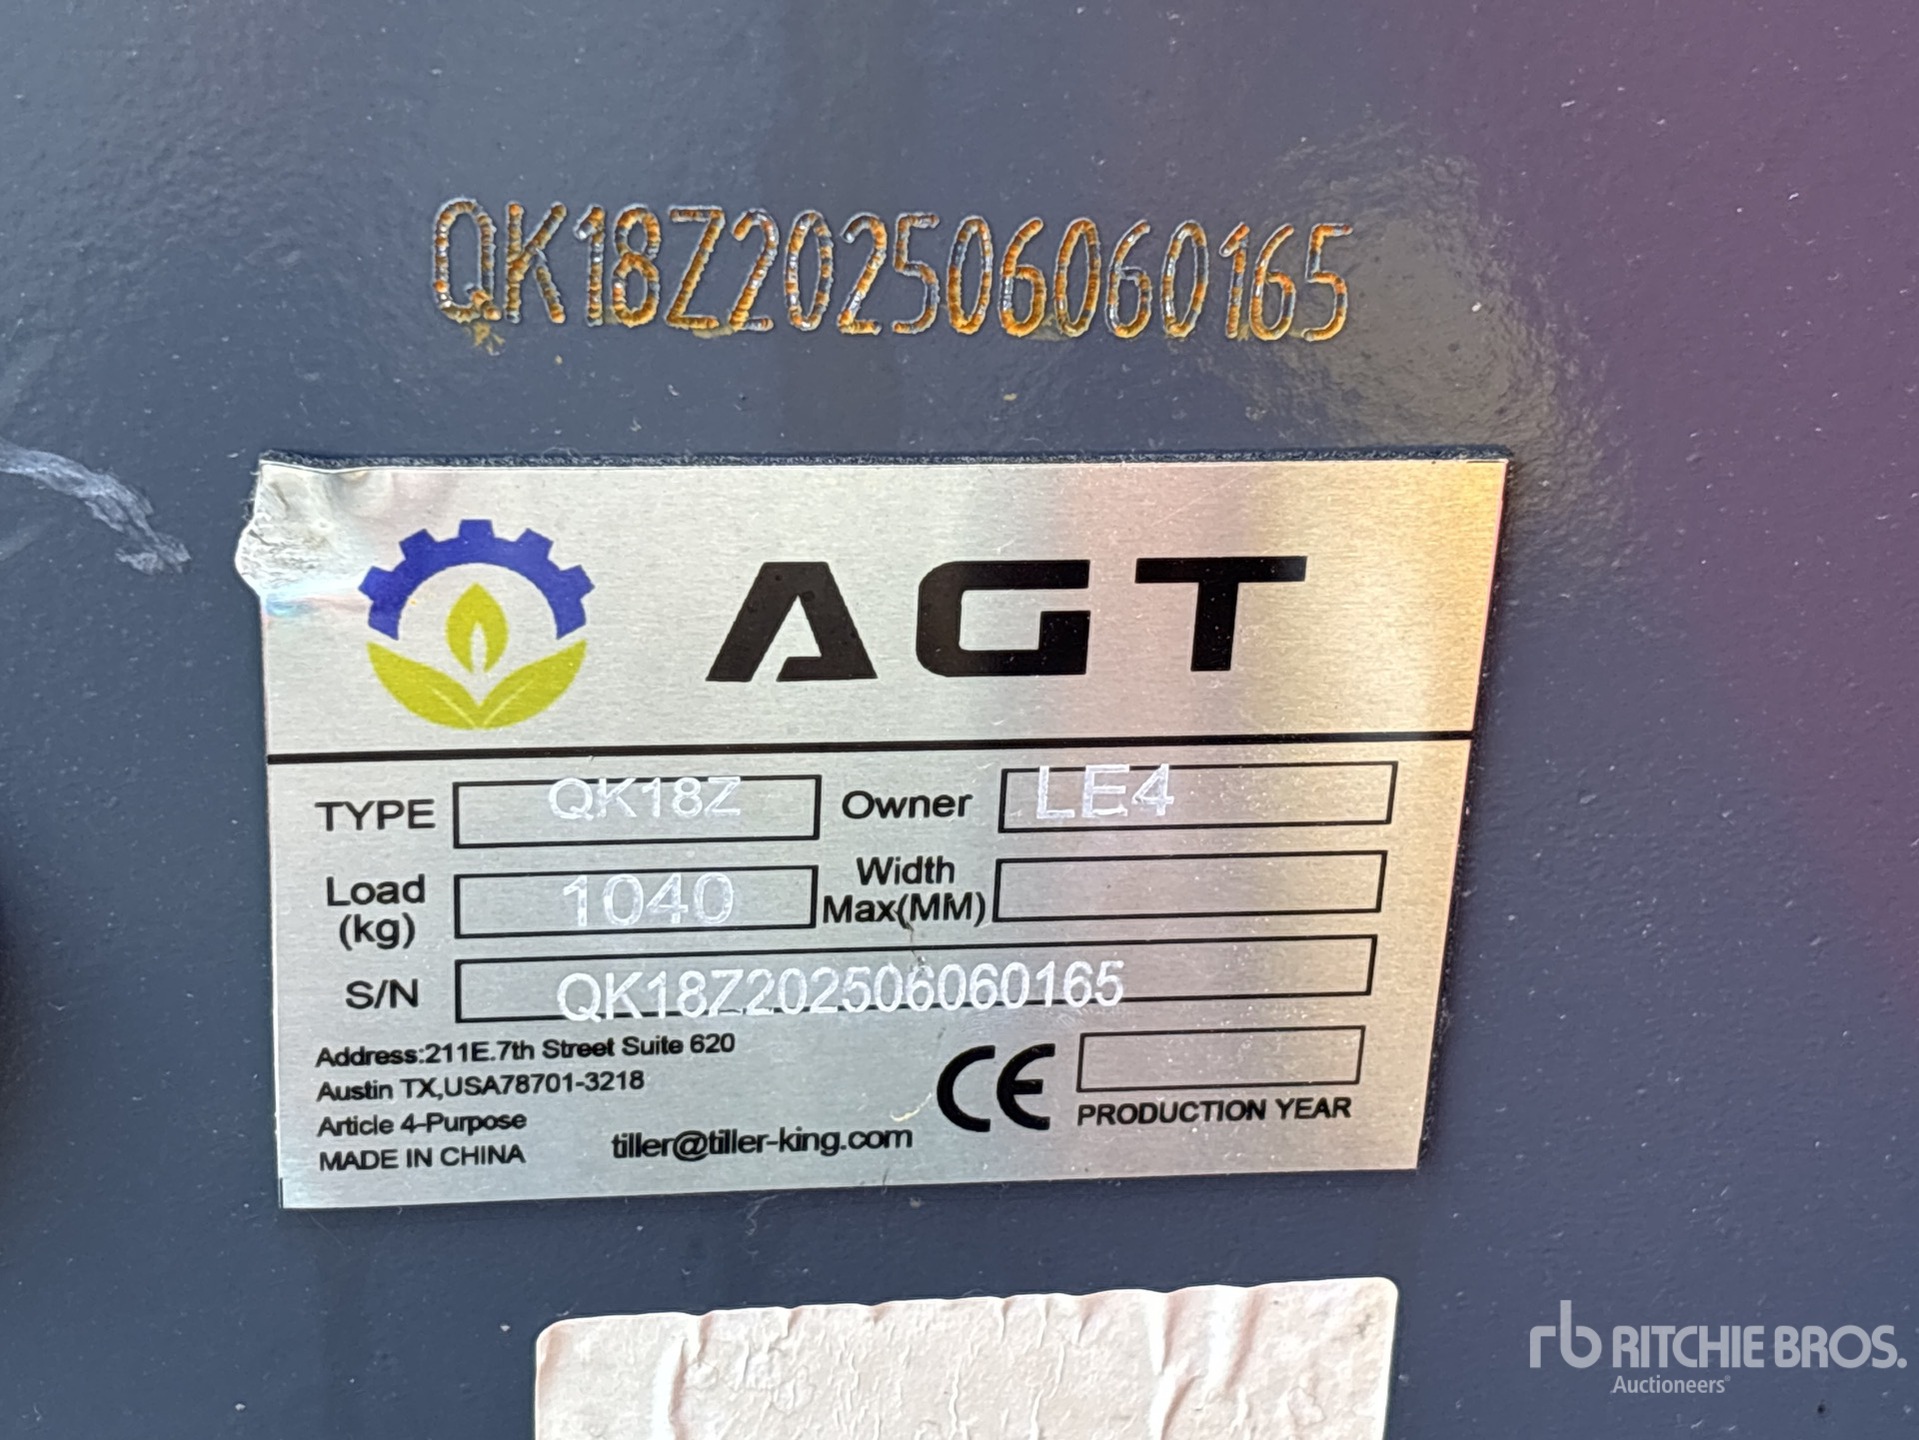 QK18Z202506060165
AGT
TYPE QK18Z Owner LE4
Load (kg) 1040 Width Max(MM)
S/N QK18Z202506060165
Address:211E.7th Street Suite 620
Austin TX,USA78701-3218
Article 4-Purpose
MADE IN CHINA
tiller@tiller-king.com
CE
PRODUCTION YEAR
rb RITCHIE BROS.
Auctioneers